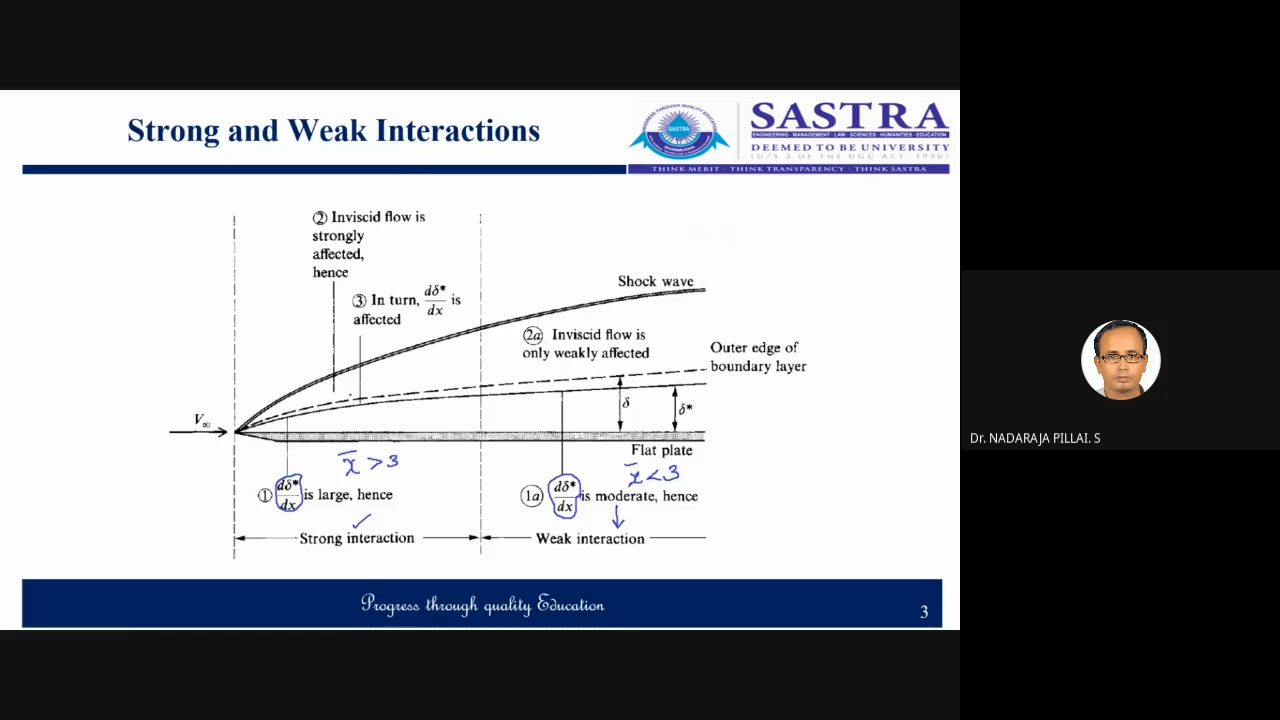 Strong and Weak Interactions
SASTRA
ENGINEERING · MANAGEMENT · LAW · SCIENCES · HUMANITIES · EDUCATION
DEEMED TO BE UNIVERSITY
(U/S 3 OF THE UGC ACT, 1956)
THINK MERIT · THINK TRANSPARENCY · THINK SASTRA
SASTRA
② Inviscid flow is
strongly
affected,
hence
③ In turn, dδ*/dx is
affected
Shock wave
2a Inviscid flow is
only weakly affected
Outer edge of
boundary layer
V∞
δ
δ*
Flat plate
x̄ > 3
x̄ < 3
① dδ*/dx is large, hence
1a dδ*/dx is moderate, hence
Strong interaction
Weak interaction
Progress through quality Education
3
Dr. NADARAJA PILLAI. S